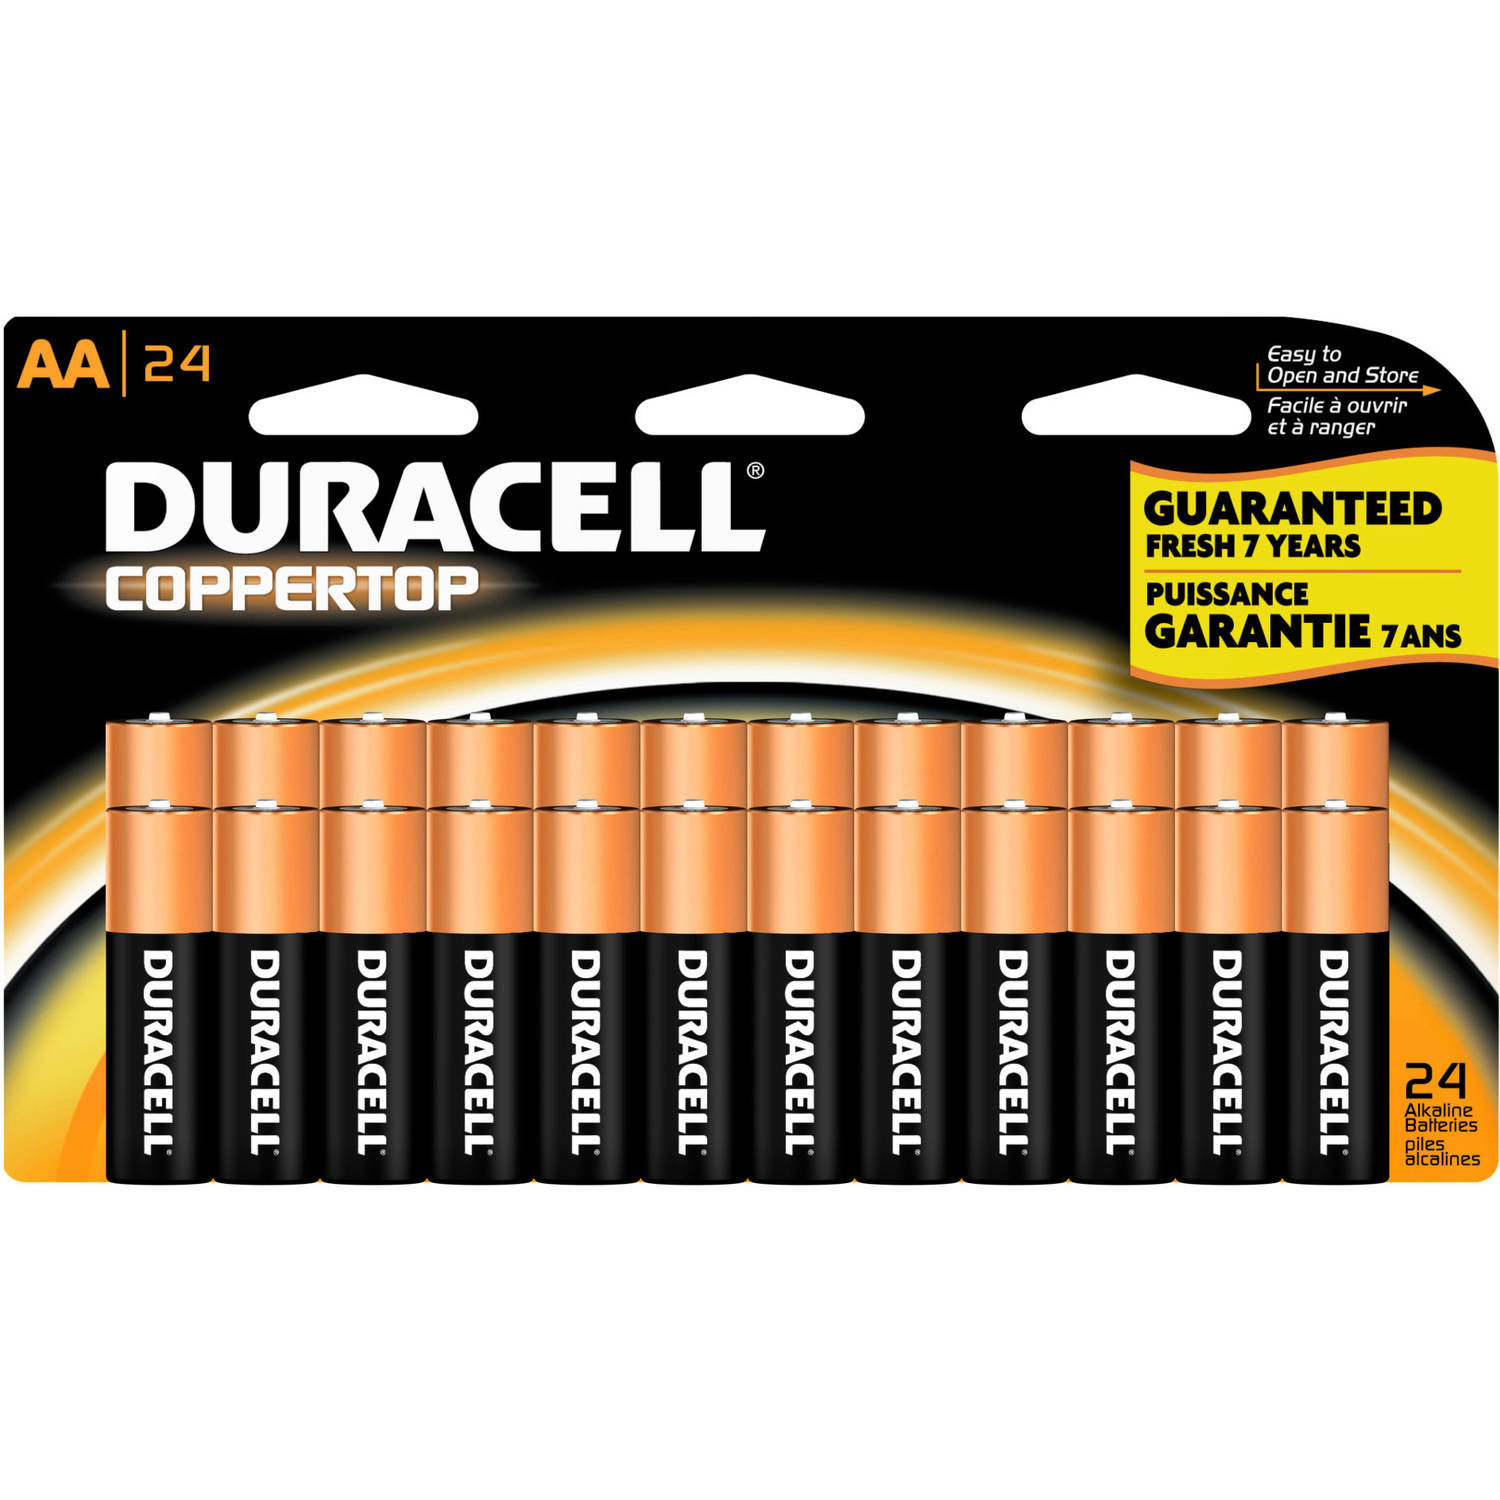 AA | 24
Easy to
Open and Store
Facile à ouvrir
et à ranger
DURACELL®
COPPERTOP
GUARANTEED
FRESH 7 YEARS
PUISSANCE
GARANTIE 7 ANS
DURACELL®
DURACELL®
DURACELL®
DURACELL®
DURACELL®
DURACELL®
DURACELL®
DURACELL®
DURACELL®
DURACELL®
DURACELL®
DURACELL®
24
Alkaline
Batteries
piles
alcalines